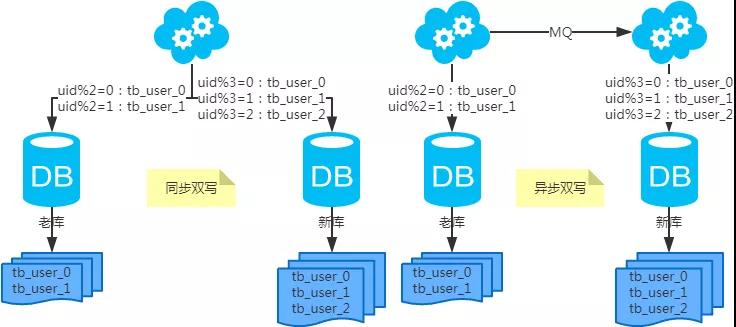 MQ
uid%2=0：tb_user_0
uid%2=1：tb_user_1
uid%3=0：tb_user_0
uid%3=1：tb_user_1
uid%3=2：tb_user_2
uid%2=0：tb_user_0
uid%2=1：tb_user_1
uid%3=0：tb_user_0
uid%3=1：tb_user_1
uid%3=2：tb_user_2
DB
同步双写
DB
DB
异步双写
DB
老库
新库
老库
新库
tb_user_0
tb_user_1
tb_user_0
tb_user_1
tb_user_2
tb_user_0
tb_user_1
tb_user_0
tb_user_1
tb_user_2